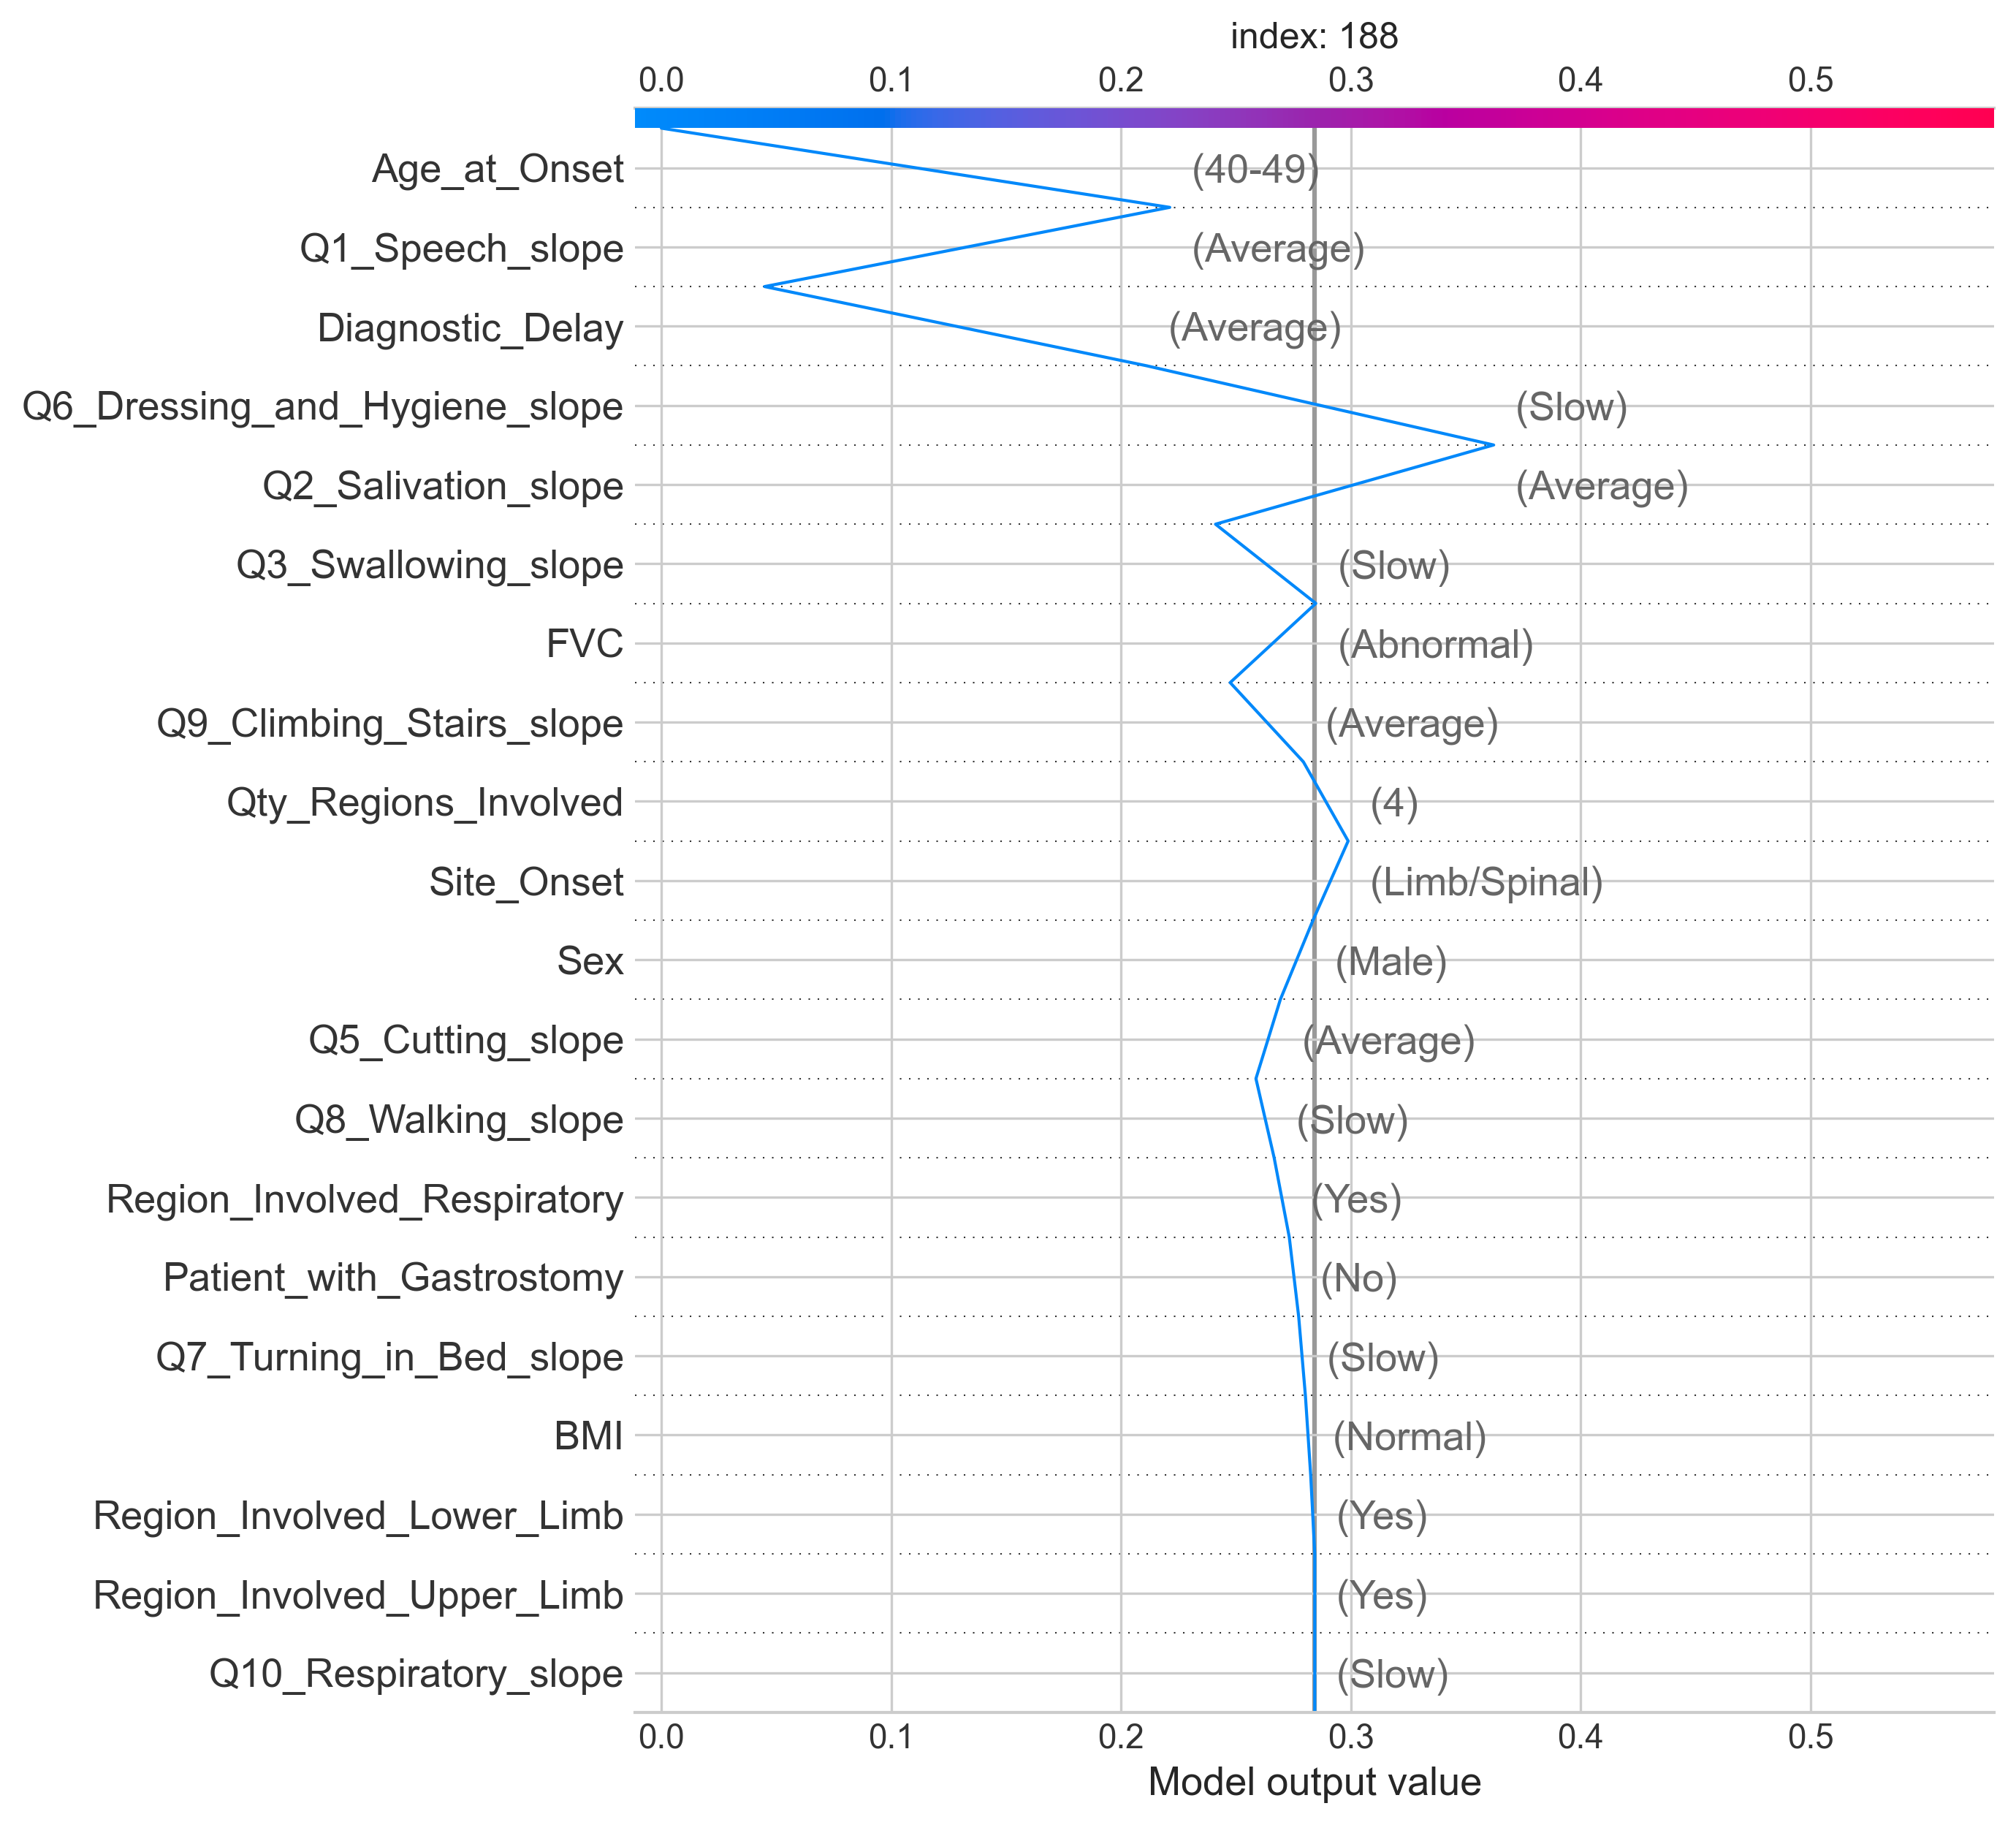 index: 188
0.0 0.1 0.2 0.3 0.4 0.5
Age_at_Onset (40-49)
Q1_Speech_slope (Average)
Diagnostic_Delay (Average)
Q6_Dressing_and_Hygiene_slope (Slow)
Q2_Salivation_slope (Average)
Q3_Swallowing_slope (Slow)
FVC (Abnormal)
Q9_Climbing_Stairs_slope (Average)
Qty_Regions_Involved (4)
Site_Onset (Limb/Spinal)
Sex (Male)
Q5_Cutting_slope (Average)
Q8_Walking_slope (Slow)
Region_Involved_Respiratory (Yes)
Patient_with_Gastrostomy (No)
Q7_Turning_in_Bed_slope (Slow)
BMI (Normal)
Region_Involved_Lower_Limb (Yes)
Region_Involved_Upper_Limb (Yes)
Q10_Respiratory_slope (Slow)
0.0 0.1 0.2 0.3 0.4 0.5
Model output value